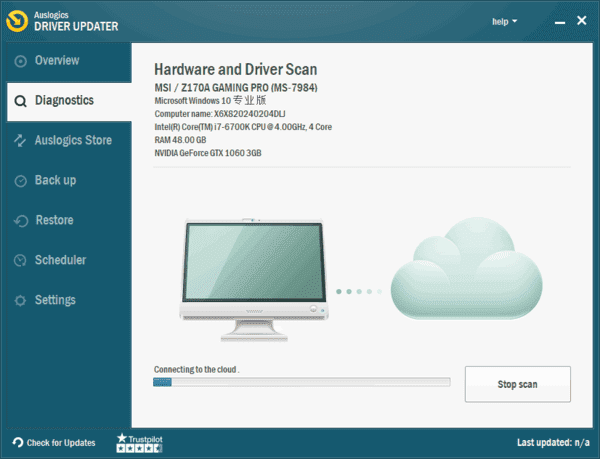 Auslogics
DRIVER UPDATER
help
Overview
Diagnostics
Auslogics Store
Back up
Restore
Scheduler
Settings
Hardware and Driver Scan
MSI / Z170A GAMING PRO (MS-7984)
Microsoft Windows 10 专业版
Computer name: X6X820240204DLJ
Intel(R) Core(TM) i7-6700K CPU @ 4.00GHz, 4 Core
RAM 48.00 GB
NVIDIA GeForce GTX 1060 3GB
Connecting to the cloud .
Stop scan
Check for Updates
Trustpilot
Last updated: n/a